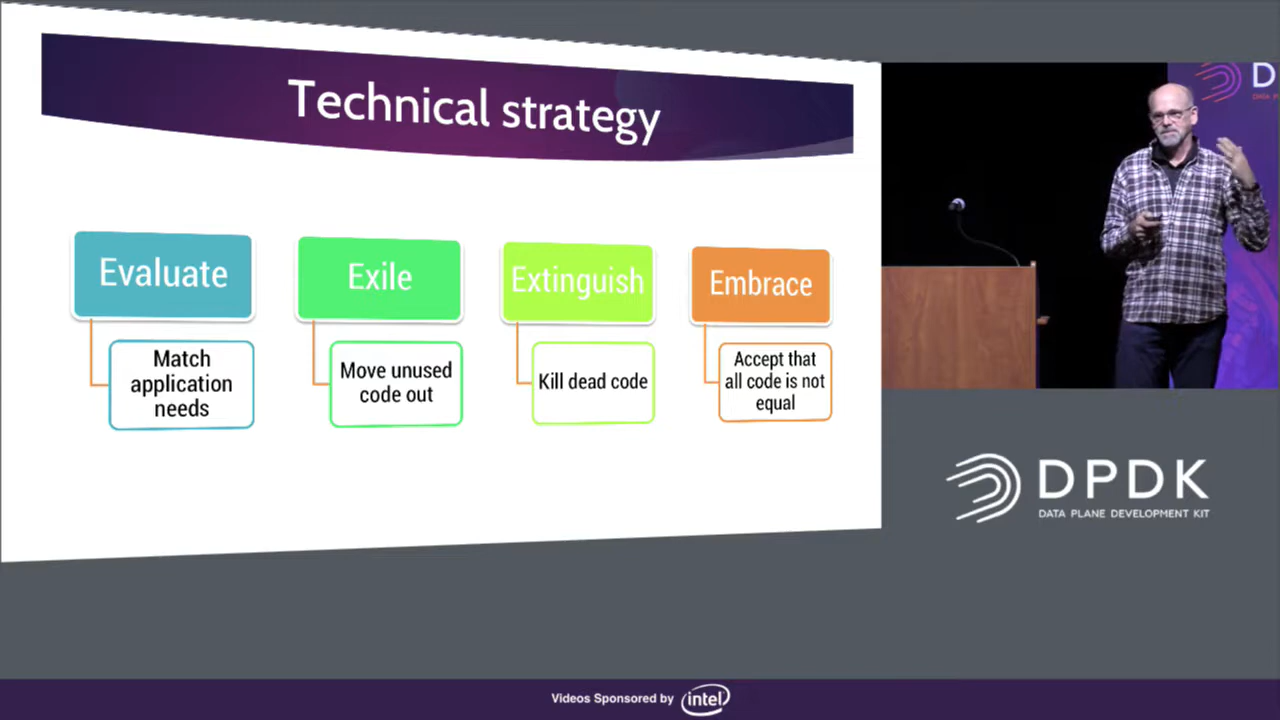 Technical strategy
Evaluate
Match
application
needs
Exile
Move unused
code out
Extinguish
Kill dead code
Embrace
Accept that
all code is not
equal
D
DPDK
DATA PLANE DEVELOPMENT KIT
Videos Sponsored by intel